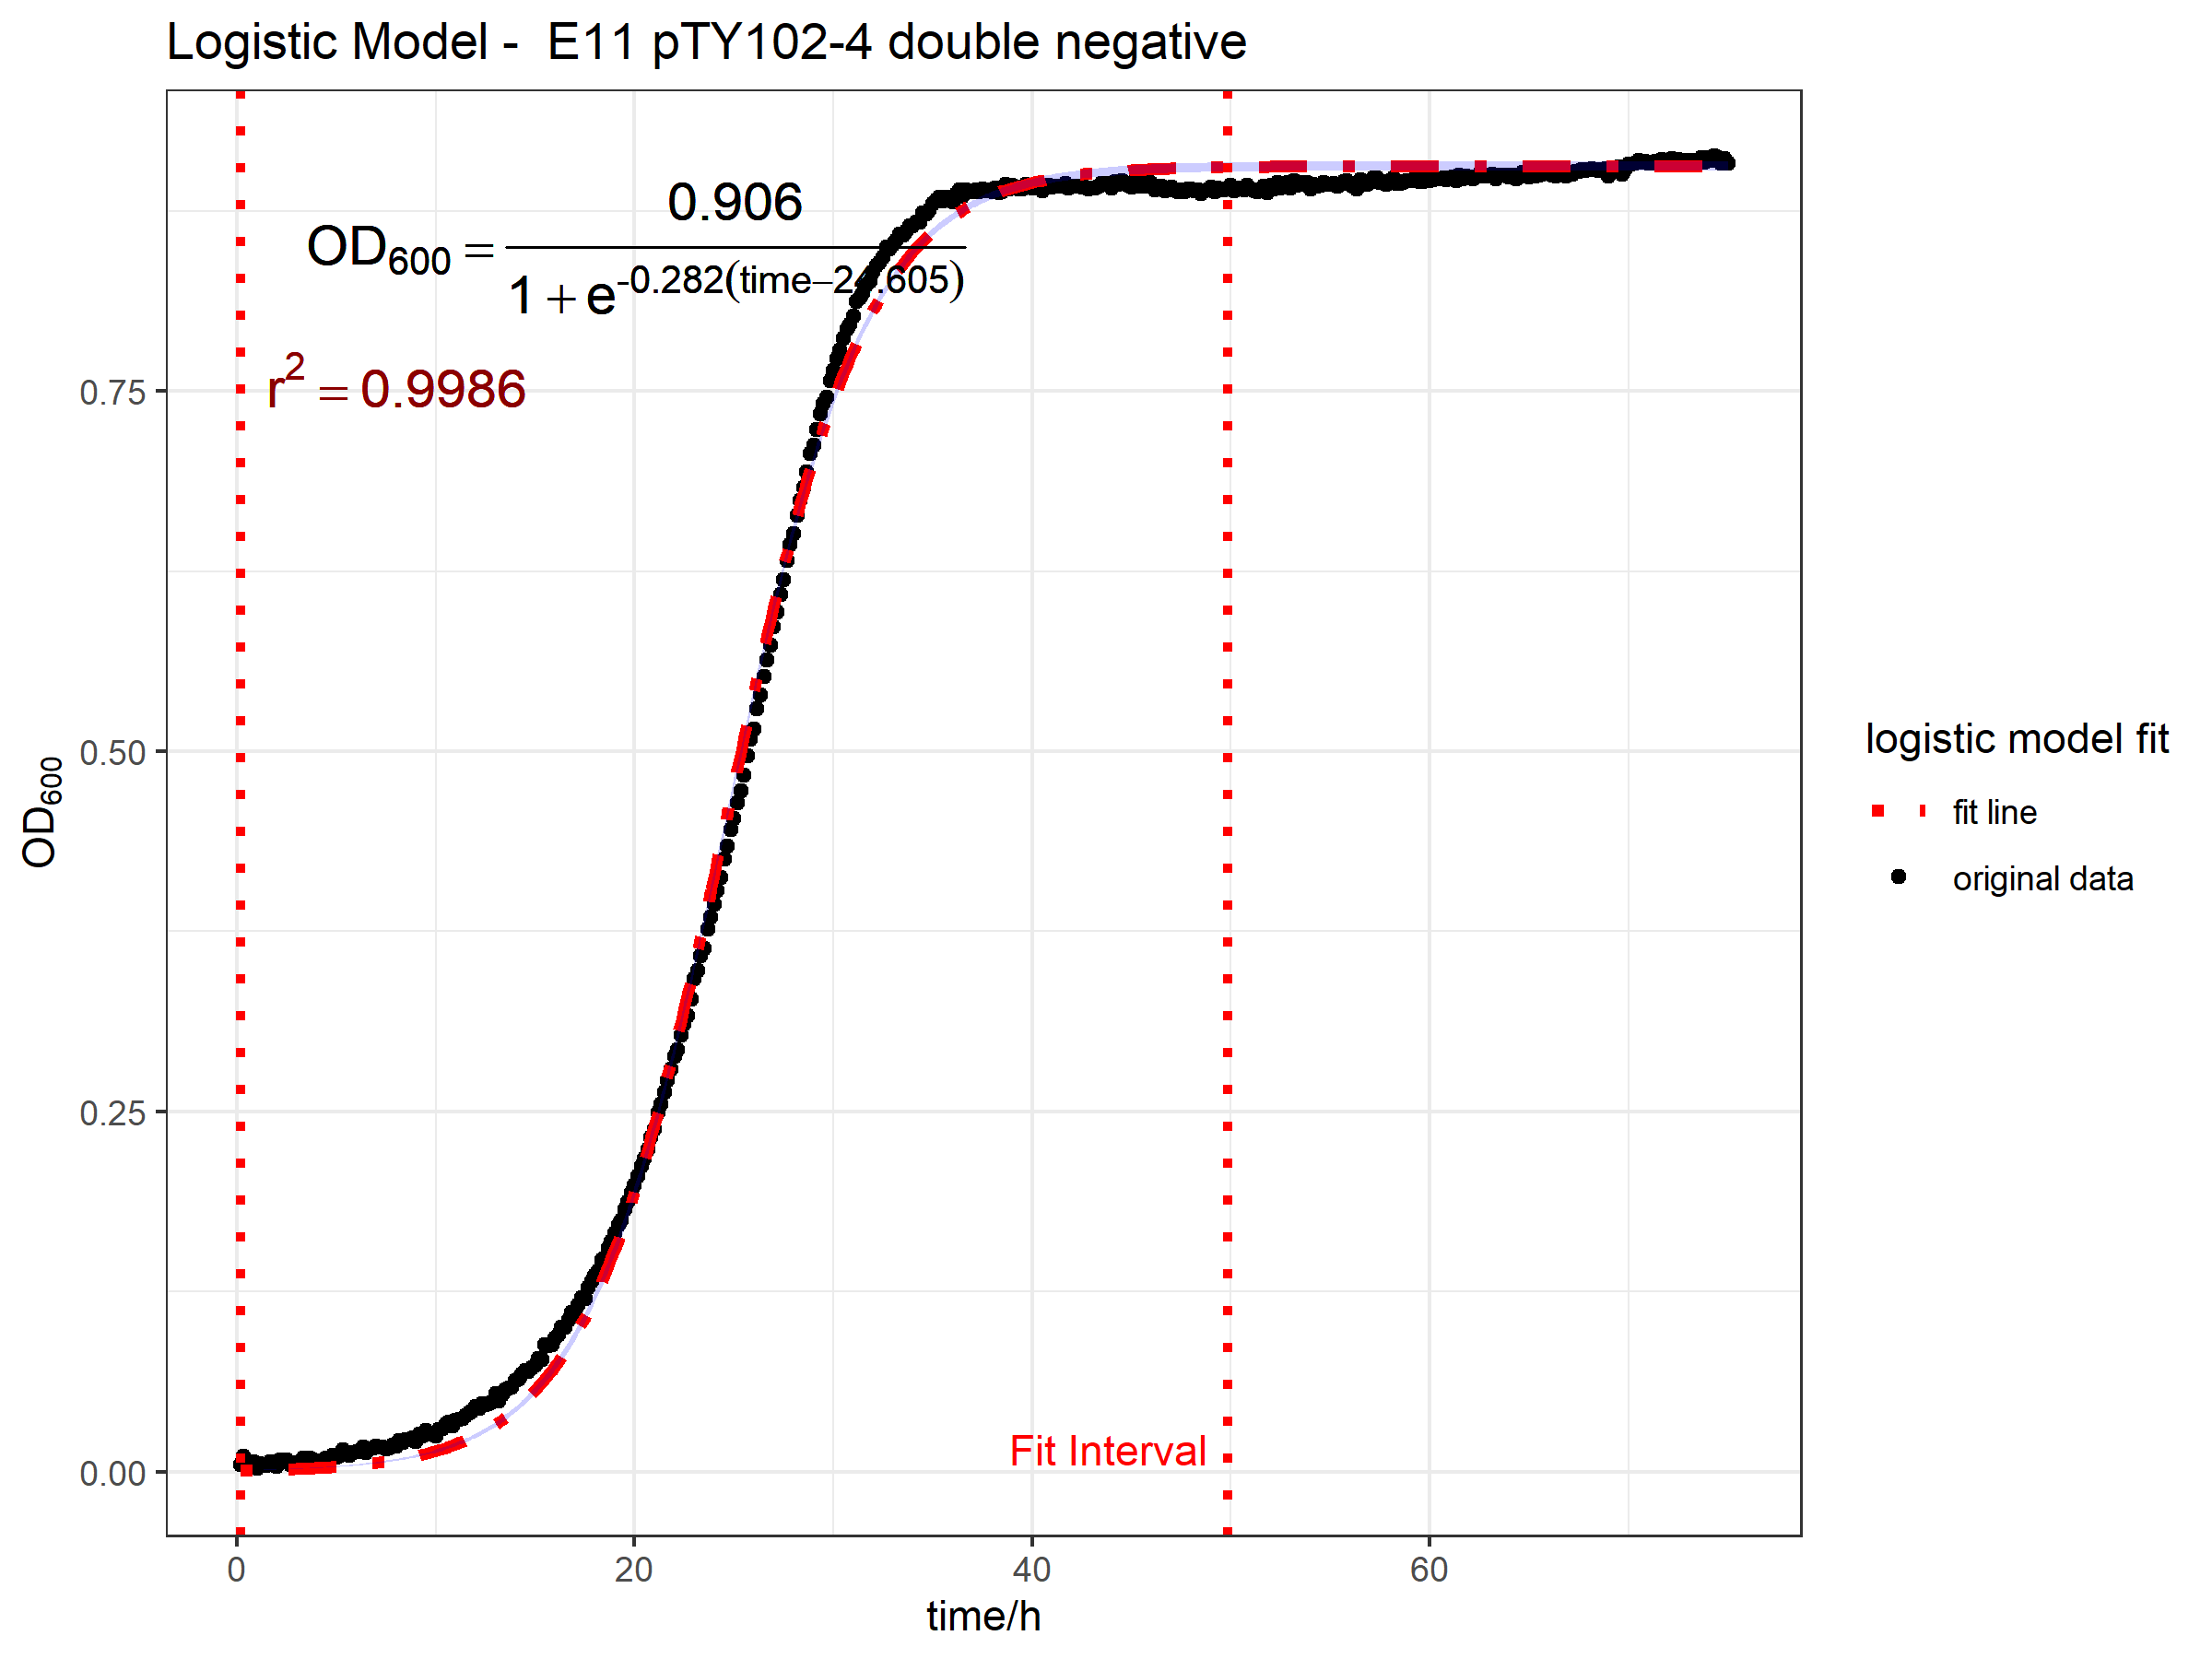 Logistic Model -  E11 pTY102-4 double negative
OD600 = 0.906 / 1 + e^-0.282(time−24.605)
r² = 0.9986
0.75
0.50
0.25
0.00
OD600
Fit Interval
0 20 40 60
time/h
logistic model fit
fit line
original data